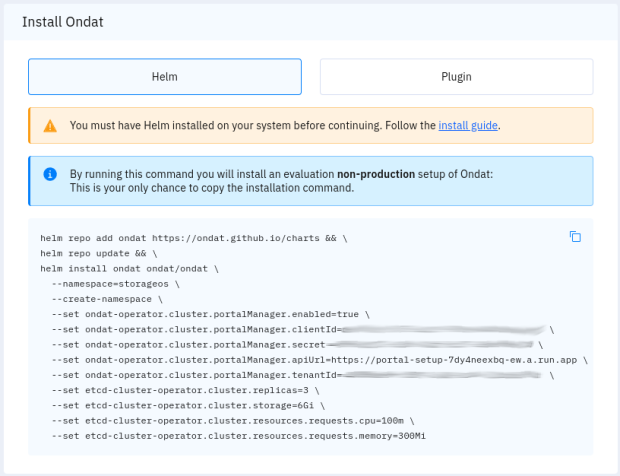 Install Ondat
Helm
Plugin
You must have Helm installed on your system before continuing. Follow the install guide.
By running this command you will install an evaluation non-production setup of Ondat:
This is your only chance to copy the installation command.
helm repo add ondat https://ondat.github.io/charts && \
helm repo update && \
helm install ondat ondat/ondat \
--namespace=storageos \
--create-namespace \
--set ondat-operator.cluster.portalManager.enabled=true \
--set ondat-operator.cluster.portalManager.clientId= \
--set ondat-operator.cluster.portalManager.secret= \
--set ondat-operator.cluster.portalManager.apiUrl=https://portal-setup-7dy4neexbq-ew.a.run.app \
--set ondat-operator.cluster.portalManager.tenantId= \
--set etcd-cluster-operator.cluster.replicas=3 \
--set etcd-cluster-operator.cluster.storage=6Gi \
--set etcd-cluster-operator.cluster.resources.requests.cpu=100m \
--set etcd-cluster-operator.cluster.resources.requests.memory=300Mi